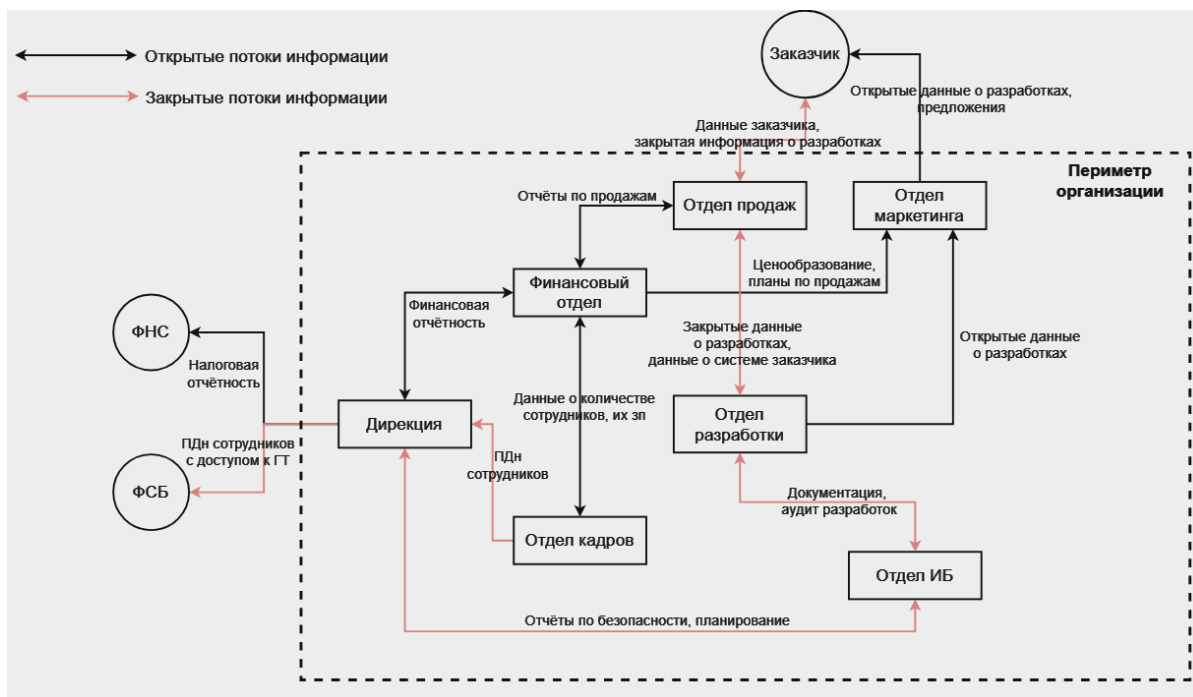 Открытые потоки информации
Закрытые потоки информации
Заказчик
Открытые данные о разработках,
предложения
Данные заказчика,
закрытая информация о разработках
Периметр
организации
Отчёты по продажам
Отдел продаж
Отдел
маркетинга
Финансовый
отдел
Ценообразование,
планы по продажам
Финансовая
отчётность
ФНС
Налоговая
отчётность
Закрытые данные
о разработках,
данные о системе заказчика
Открытые данные
о разработках
Дирекция
Данные о количестве
сотрудников, их зп
Отдел
разработки
ПДн сотрудников
с доступом к ГТ
ФСБ
ПДн
сотрудников
Документация,
аудит разработок
Отдел кадров
Отдел ИБ
Отчёты по безопасности, планирование